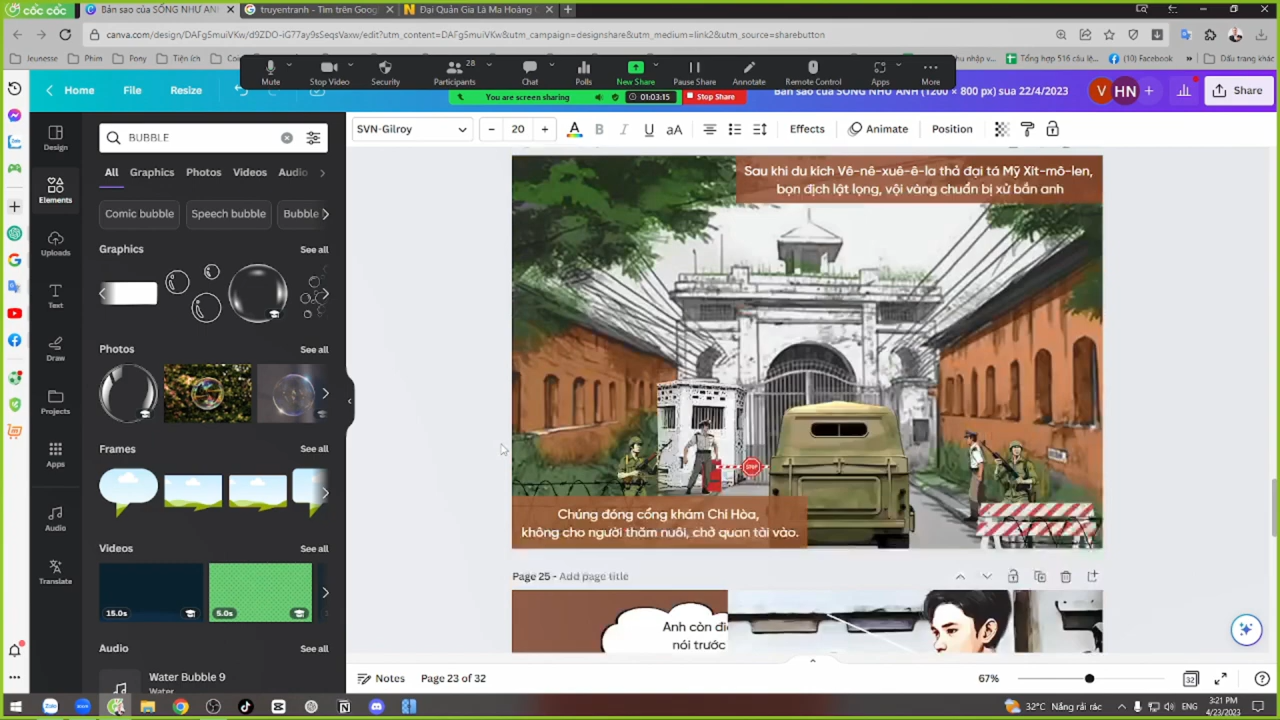 cốc cốc
Bản sao của SỐNG NHƯ ANH
truyentranh - Tìm trên Goog
Đại Quản Gia Là Ma Hoàng C
canva.com/design/DAFg5muiVKw/d9ZDO-iG77ay9sSeqsVaxw/edit?utm_content=DAFg5muiVKw&utm_campaign=designshare&utm_medium=link2&utm_source=sharebutton
Jeunesse
Phim
Pony
Tiện ích
Tổng hợp 516 câu lệ...
(10) Facebook
Dấu trang khác
Mute
Stop Video
Security
Participants
28
Chat
Polls
New Share
Pause Share
Annotate
Remote Control
Apps
More
You are screen sharing
01:03:15
Stop Share
Home
File
Resize
Bản sao của SỐNG NHƯ ANH (1200 × 800 px) sua 22/4/2023
V
HN
Share
Design
Elements
Uploads
Text
Draw
Projects
Apps
Audio
Translate
BUBBLE
All
Graphics
Photos
Videos
Audio
Comic bubble
Speech bubble
Bubble
Graphics
See all
Photos
See all
Frames
See all
Videos
See all
15.0s
5.0s
Audio
See all
Water Bubble 9
Water
SVN-Gilroy
20
A
B
I
U
aA
Effects
Animate
Position
Sau khi du kích Vê-nê-xuê-ê-la thả đại tá Mỹ Xít-mô-len,
bọn địch lật lọng, vội vàng chuẩn bị xử bắn anh
STOP
Chúng đóng cổng khám Chí Hòa,
không cho người thăm nuôi, chở quan tài vào.
Page 25 - Add page title
Anh còn đi
nói trước
Notes
Page 23 of 32
67%
32
32°C Nắng rải rác
ENG
3:21 PM
4/23/2023